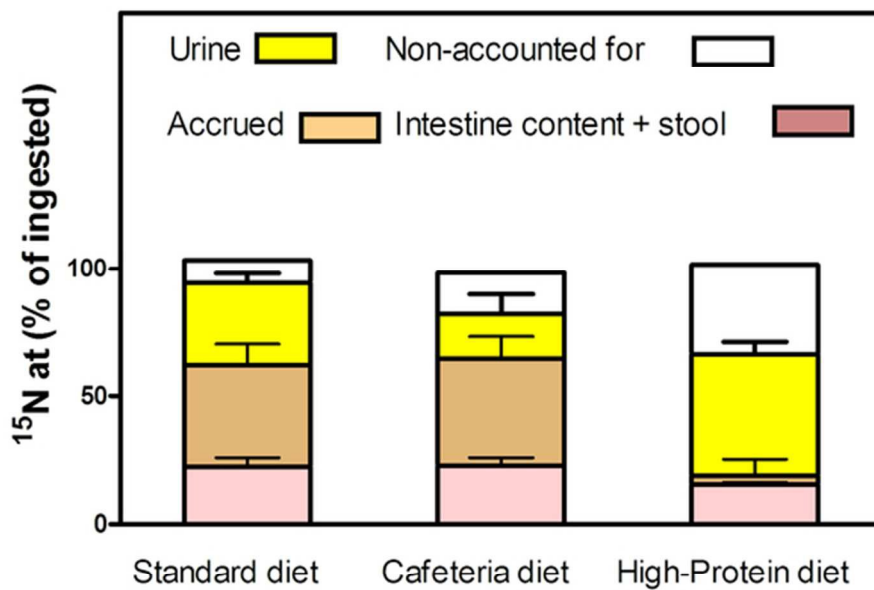 Urine Non-accounted for
Accrued Intestine content + stool
¹⁵N at (% of ingested)
100
50
0
Standard diet Cafeteria diet High-Protein diet